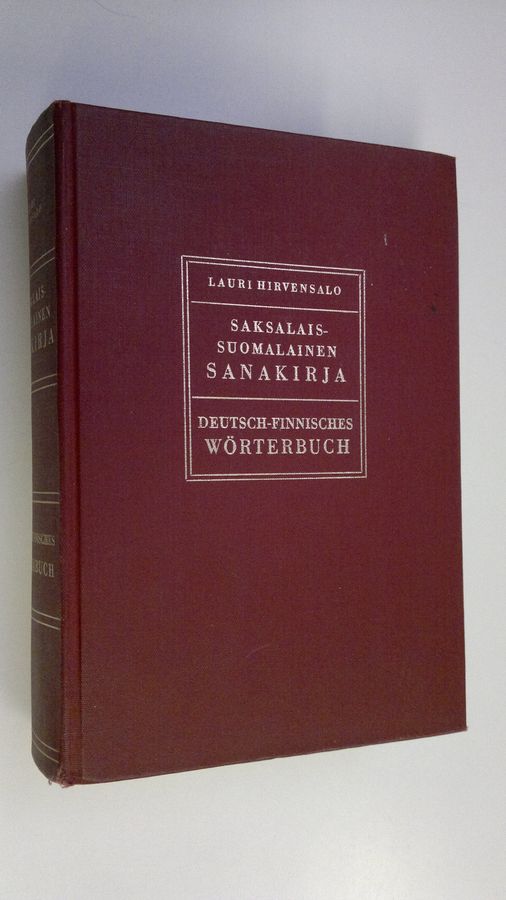 LAURI HIRVENSALO
SAKSALAIS-
SUOMALAINEN
SANAKIRJA
DEUTSCH-FINNISCHES
WÖRTERBUCH